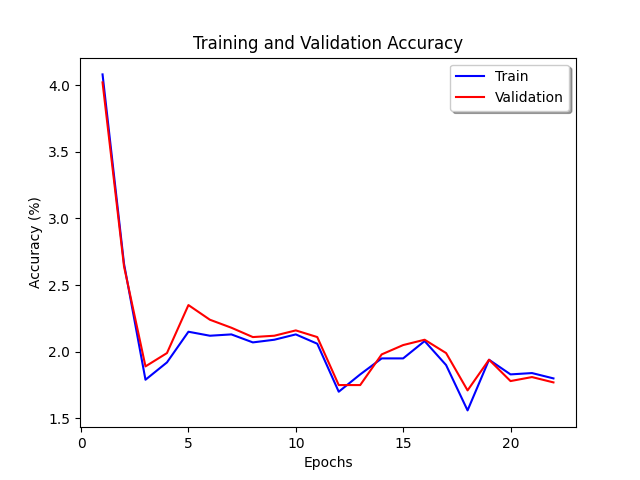 Training and Validation Accuracy
Train
Validation
4.0
3.5
3.0
2.5
2.0
1.5
Accuracy (%)
0
5
10
15
20
Epochs